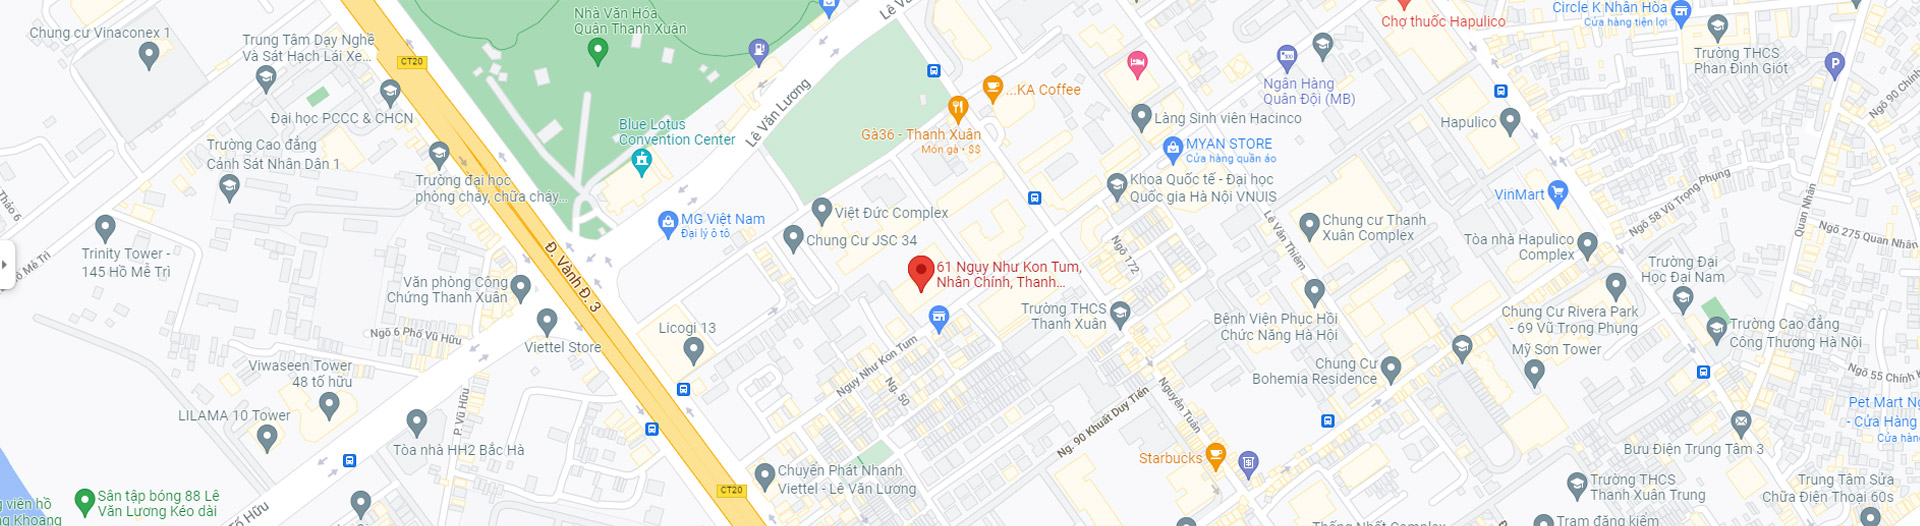 Chung cư Vinaconex 1
Trung Tâm Dạy Nghề
Và Sát Hạch Lái Xe...
CT20
Nhà Văn Hóa
Quận Thanh Xuân
Lê Vă
Chợ thuốc Hapulico
Circle K Nhân Hòa
Cửa hàng tiện lợi
Trường THCS
Phan Đình Giót
Ngõ 90 Chính
Đại học PCCC & CHCN
Trường Cao đẳng
Cảnh Sát Nhân Dân 1
Trường đại học
phòng cháy, chữa cháy...
Blue Lotus
Convention Center
Lê Văn Lương
...KA Coffee
Gà36 - Thanh Xuân
Món gà • $$
Ngân Hàng
Quân Đội (MB)
Làng Sinh viên Hacinco
Hapulico
MYAN STORE
Cửa hàng quần áo
Khoa Quốc tế - Đại học
Quốc gia Hà Nội VNUIS
VinMart
Ngõ 58 Vũ Trọng Phụng
Quan Nhân
Ngõ 275 Quan Nhân
Thảo 6
Trinity Tower -
145 Hồ Mễ Trì
ồ Mễ Trì
MG Việt Nam
Đại lý ô tô
Việt Đức Complex
Chung Cư JSC 34
Ngõ 172
Lê Văn Thiêm
Chung cư Thanh
Xuân Complex
Tòa nhà Hapulico
Complex
Trường Đại
Học Đại Nam
Đ. Vành Đ. 3
Văn phòng Công
Chứng Thanh Xuân
61 Ngụy Như Kon Tum,
Nhân Chính, Thanh...
Trường THCS
Thanh Xuân
Bệnh Viện Phục Hồi
Chức Năng Hà Nội
Chung Cư Rivera Park
- 69 Vũ Trọng Phụng
Trường Cao đẳng
Công Thương Hà Nội
Ngõ 6 Phố Vũ Hữu
Viettel Store
Licogi 13
Ngụy Như Kon Tum
Mỹ Sơn Tower
Viwaseen Tower
48 tố hữu
Chung Cư
Bohemia Residence
Ngõ 55 Chính K
LILAMA 10 Tower
P. Vũ Hữu
Ng. 50
Nguyễn Tuân
Ng. 90 Khuất Duy Tiến
Pet Mart Ng
- Cửa Hàng
Cửa hàn
Tòa nhà HH2 Bắc Hà
Starbucks
Bưu Điện Trung Tâm 3
Chuyển Phát Nhanh
Viettel - Lê Văn Lương
CT20
Trường THCS
Thanh Xuân Trung
Trung Tâm Sửa
Chữa Điện Thoại 60s
g viên hồ
ng Khoang
Sân tập bóng 88 Lê
Văn Lương Kéo dài
Tố Hữu
Thống Nhất Complex
Trạm đăng kiểm